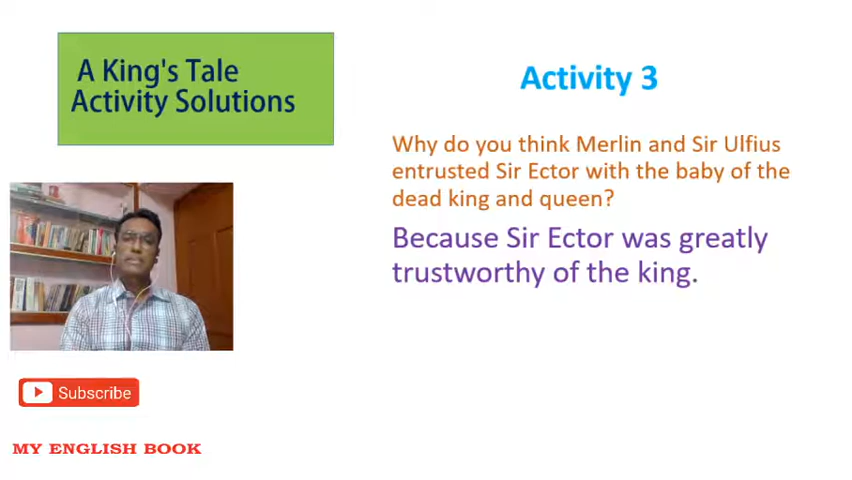 A King's Tale
Activity Solutions
Activity 3
Why do you think Merlin and Sir Ulfius
entrusted Sir Ector with the baby of the
dead king and queen?
Because Sir Ector was greatly
trustworthy of the king.
Subscribe
MY ENGLISH BOOK